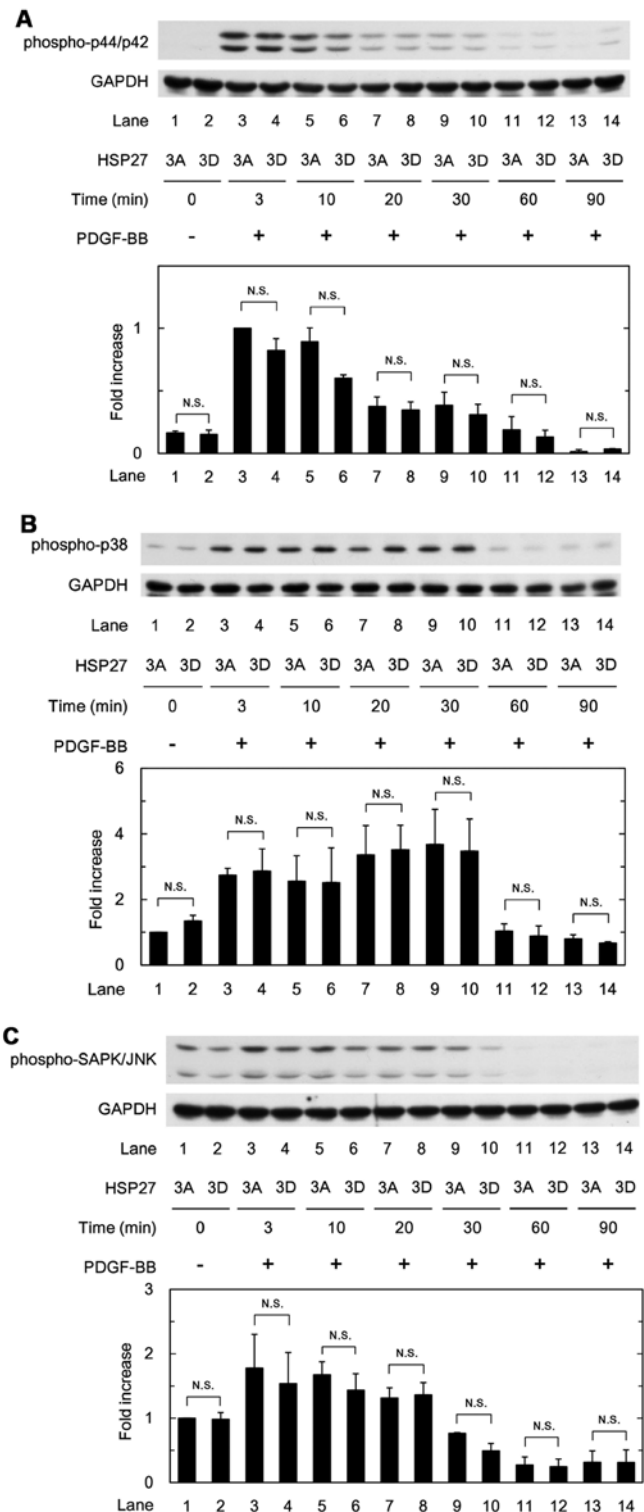 A
phospho-p44/p42
GAPDH
Lane 1 2 3 4 5 6 7 8 9 10 11 12 13 14
HSP27 3A 3D 3A 3D 3A 3D 3A 3D 3A 3D 3A 3D 3A 3D
Time (min) 0 3 10 20 30 60 90
PDGF-BB - + + + + + +
N.S. N.S. N.S. N.S. N.S. N.S. N.S.
Fold increase
1
0
Lane 1 2 3 4 5 6 7 8 9 10 11 12 13 14
B
phospho-p38
GAPDH
Lane 1 2 3 4 5 6 7 8 9 10 11 12 13 14
HSP27 3A 3D 3A 3D 3A 3D 3A 3D 3A 3D 3A 3D 3A 3D
Time (min) 0 3 10 20 30 60 90
PDGF-BB - + + + + + +
6
4
2
0
Fold increase
N.S. N.S. N.S. N.S. N.S. N.S. N.S.
Lane 1 2 3 4 5 6 7 8 9 10 11 12 13 14
C
phospho-SAPK/JNK
GAPDH
Lane 1 2 3 4 5 6 7 8 9 10 11 12 13 14
HSP27 3A 3D 3A 3D 3A 3D 3A 3D 3A 3D 3A 3D 3A 3D
Time (min) 0 3 10 20 30 60 90
PDGF-BB - + + + + + +
3
2
1
0
Fold increase
N.S. N.S. N.S. N.S. N.S. N.S. N.S.
Lane 1 2 3 4 5 6 7 8 9 10 11 12 13 14